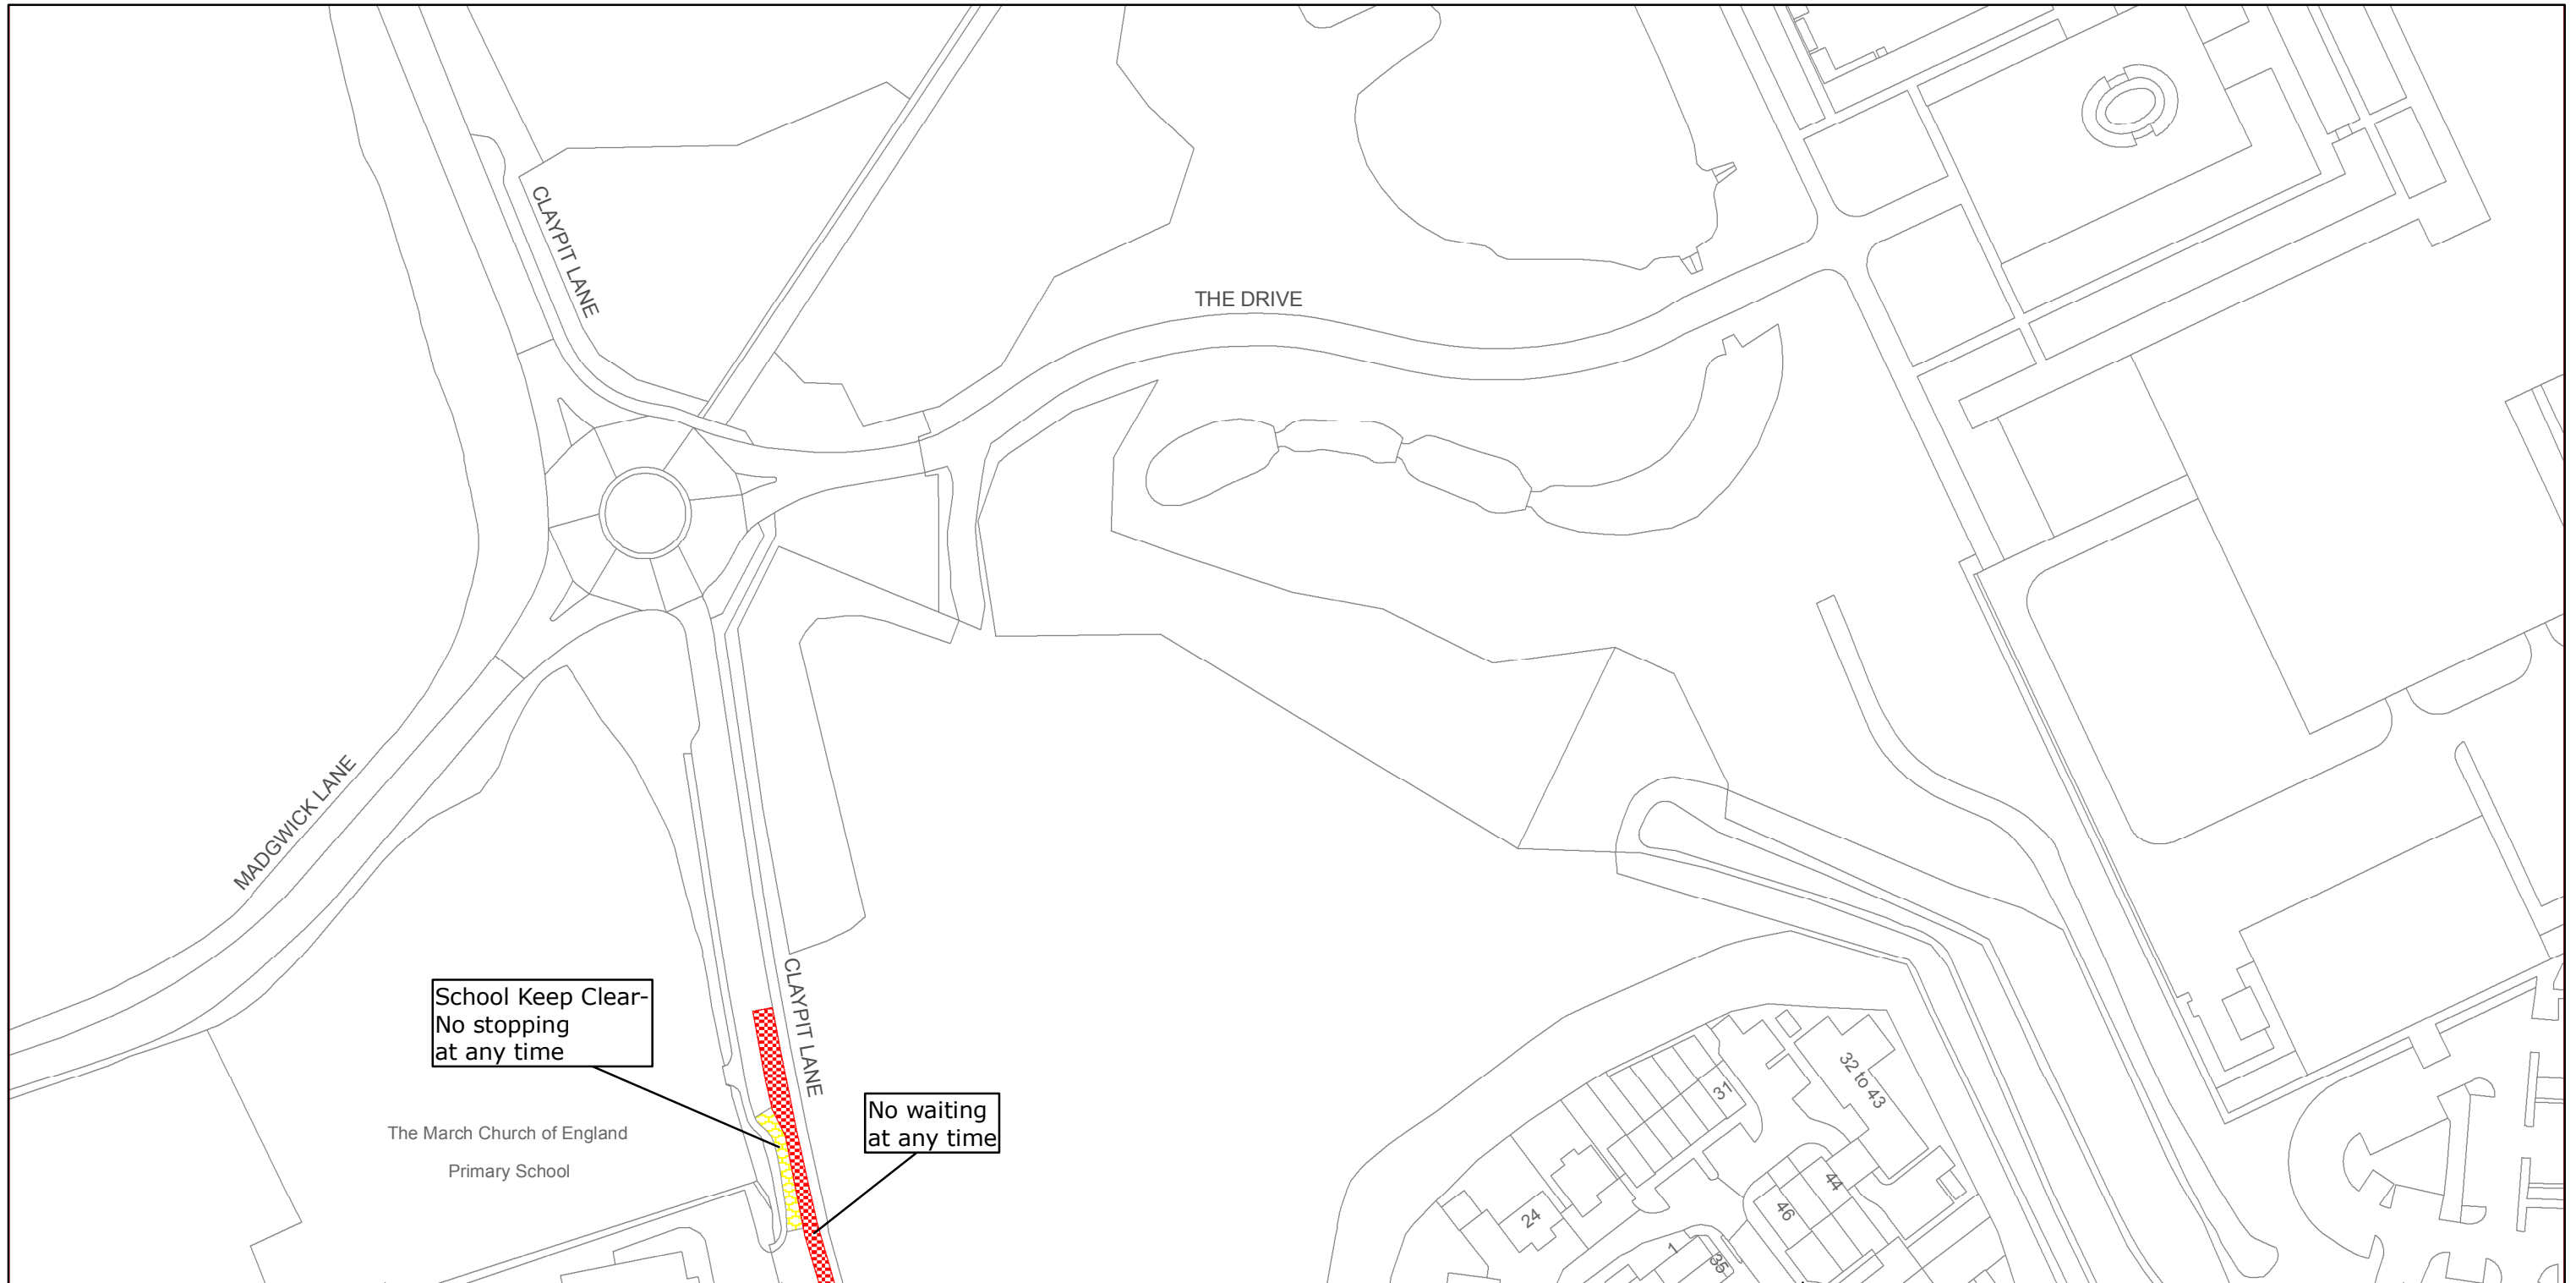 CLAYPIT LANE
THE DRIVE
MADGWICK LANE
School Keep Clear-
No stopping
at any time
CLAYPIT LANE
No waiting
at any time
The March Church of England
Primary School
31
32 to 43
24
46
44
1
35